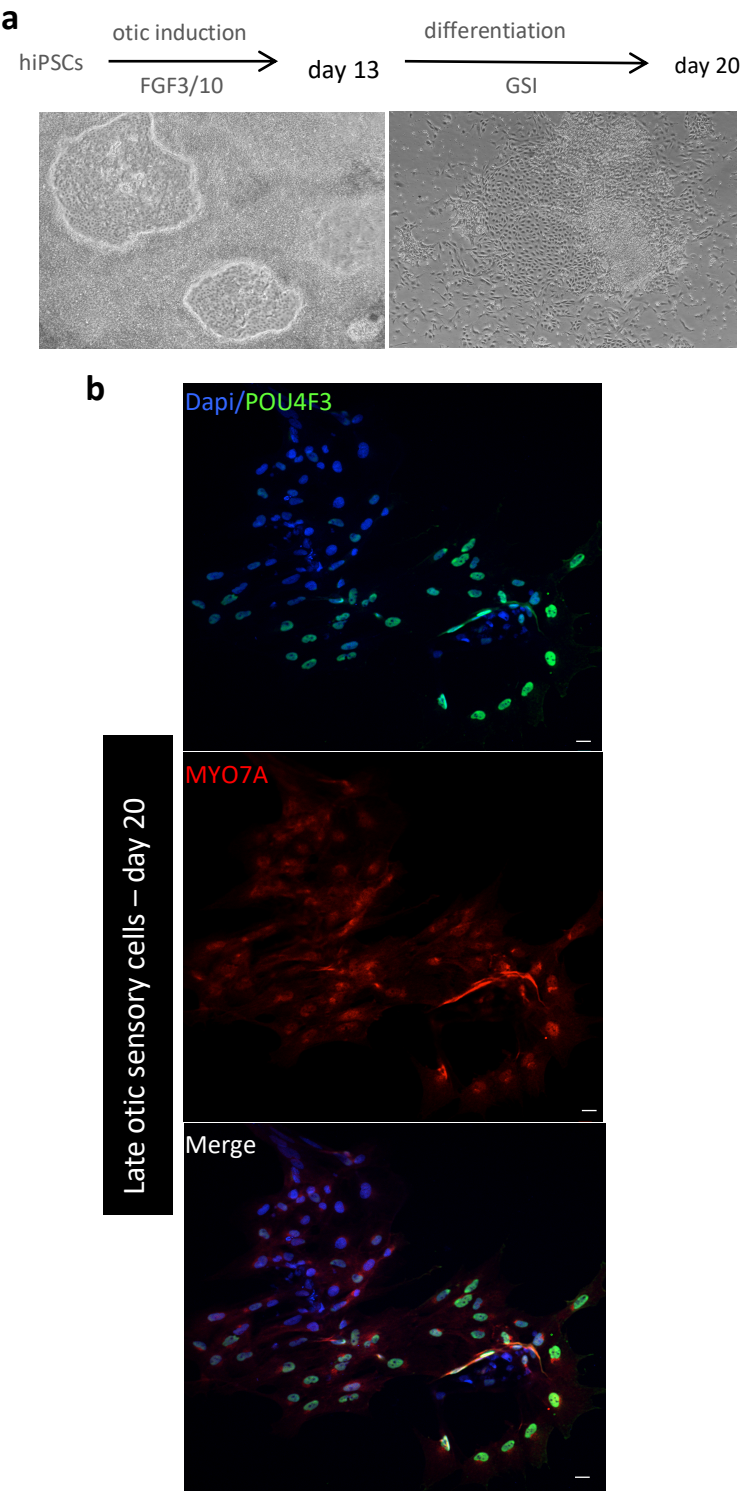 a
otic induction
differentiation
hiPSCs
day 13
day 20
FGF3/10
GSI
b
Dapi/POU4F3
MYO7A
Late otic sensory cells – day 20
Merge